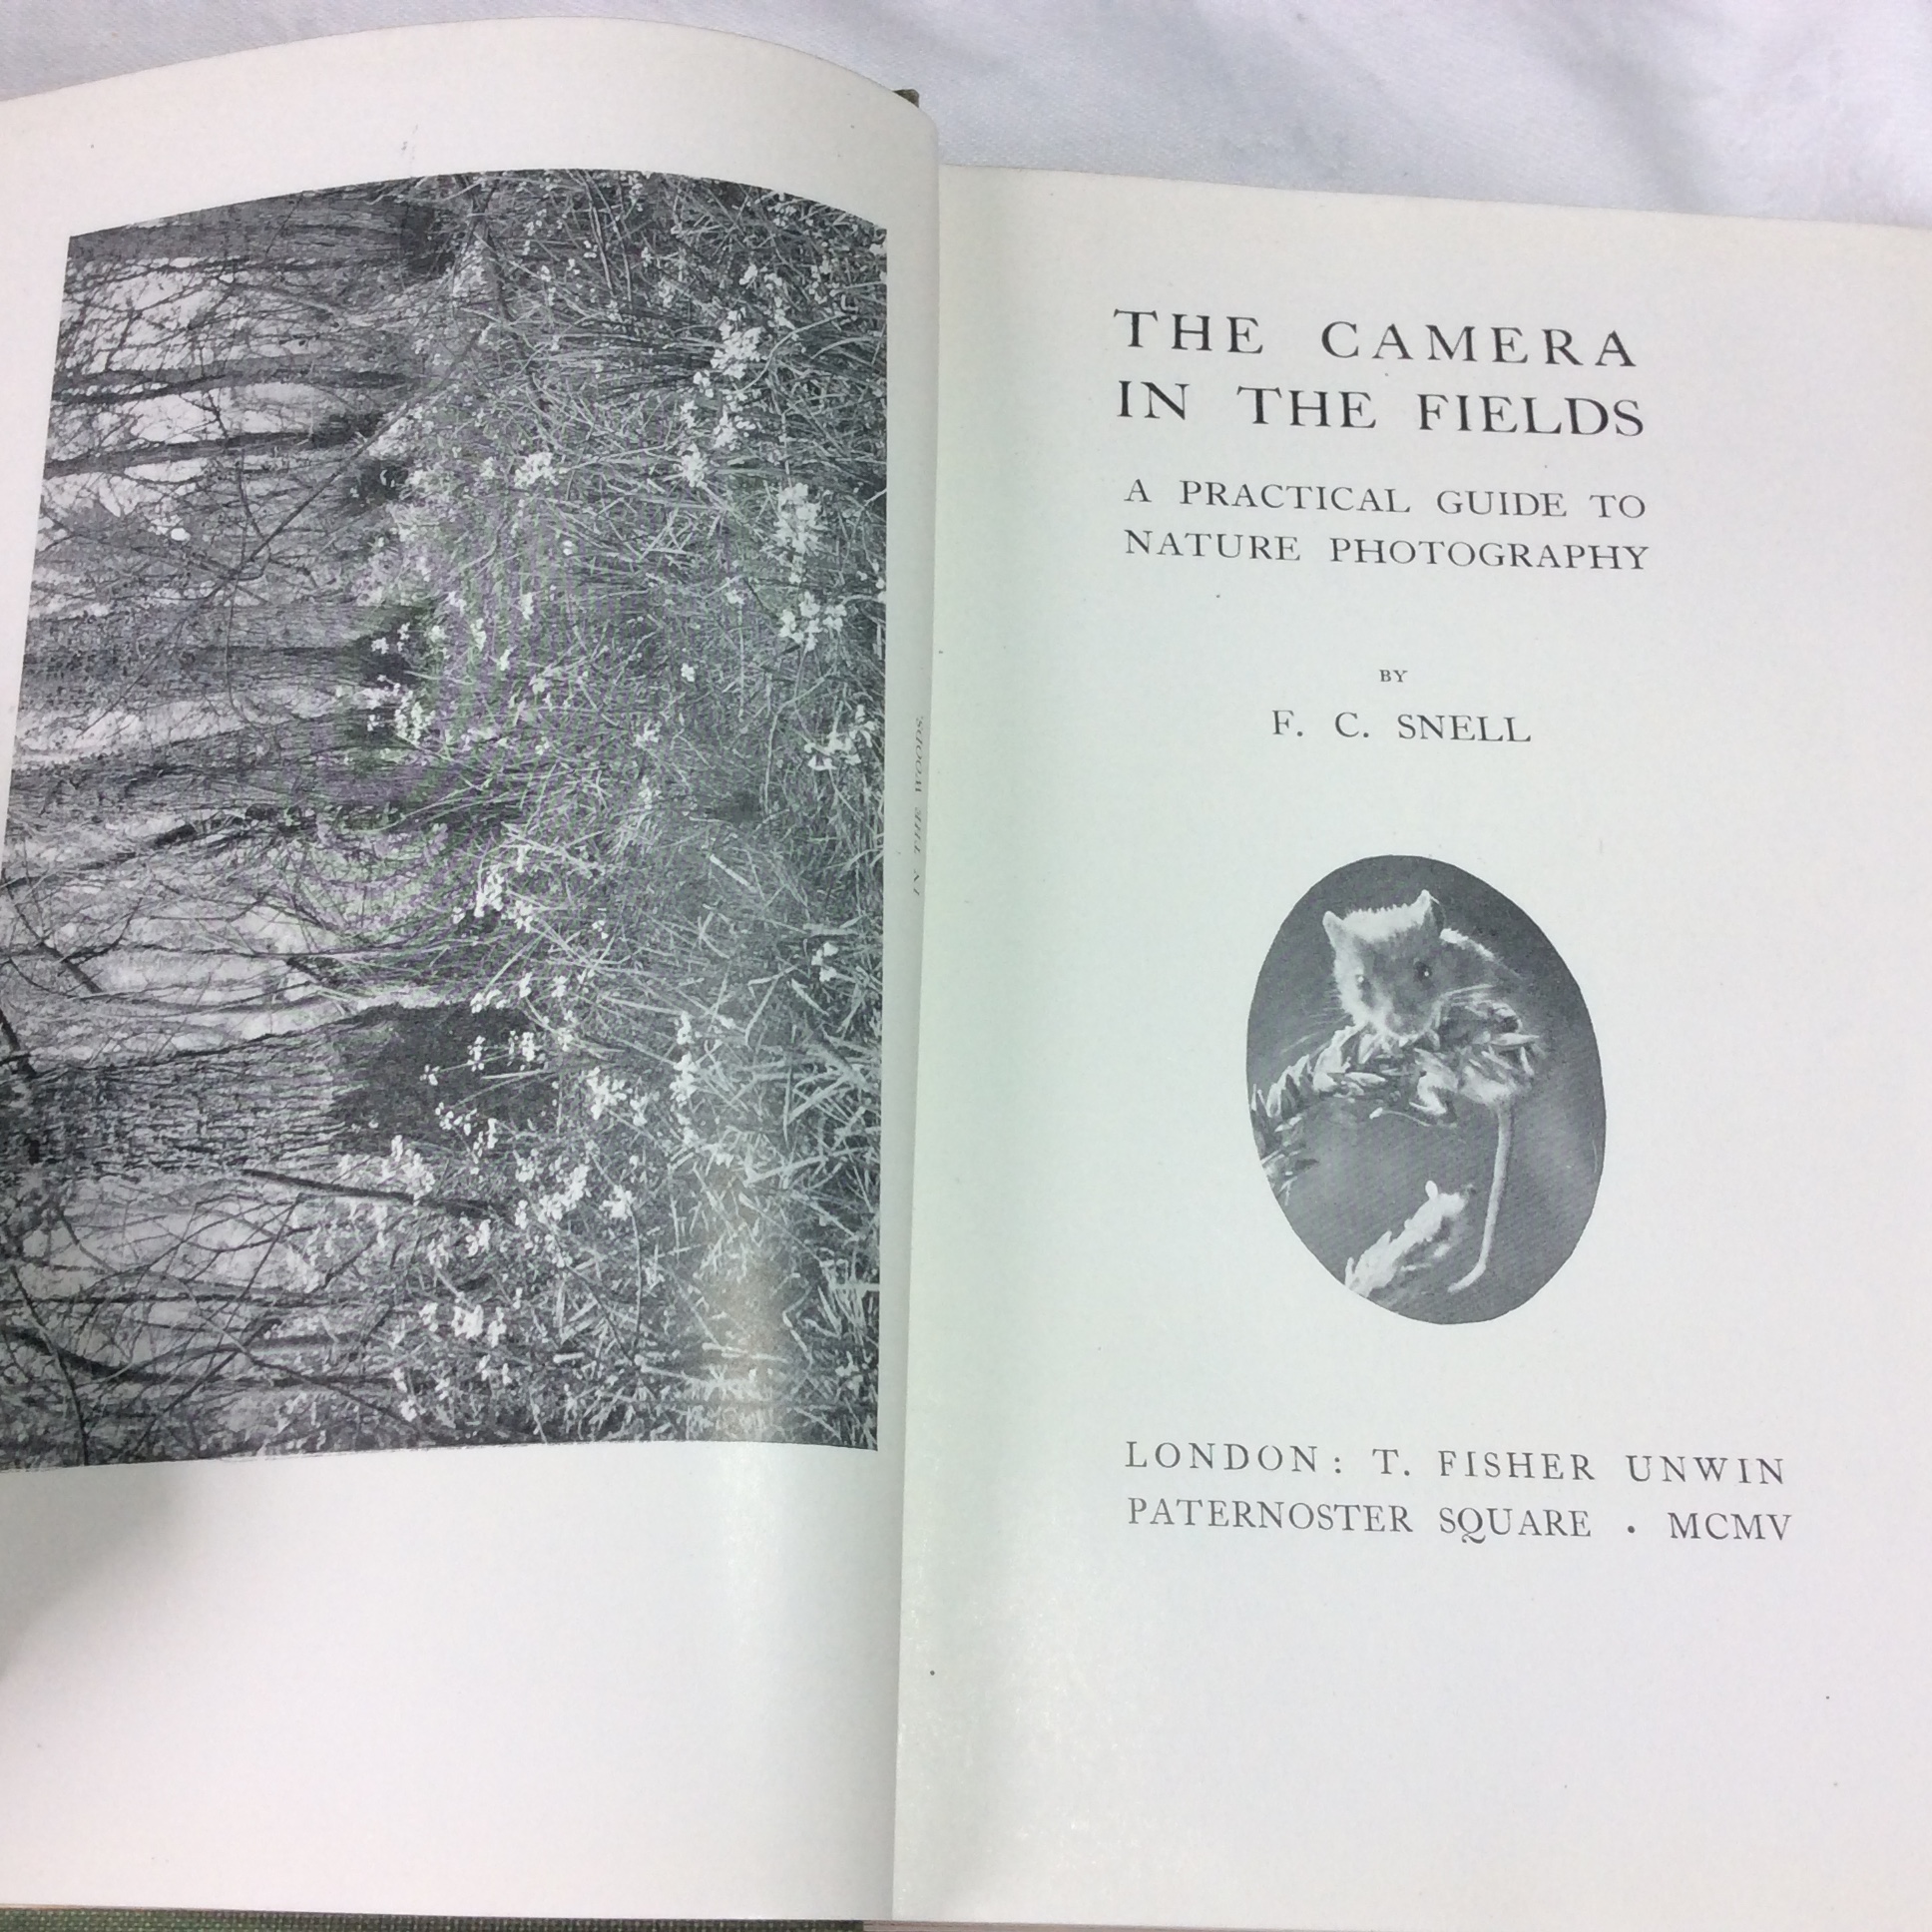 IN THE WOODS.
THE CAMERA
IN THE FIELDS
A PRACTICAL GUIDE TO
NATURE PHOTOGRAPHY
BY
F. C. SNELL
LONDON: T. FISHER UNWIN
PATERNOSTER SQUARE . MCMV